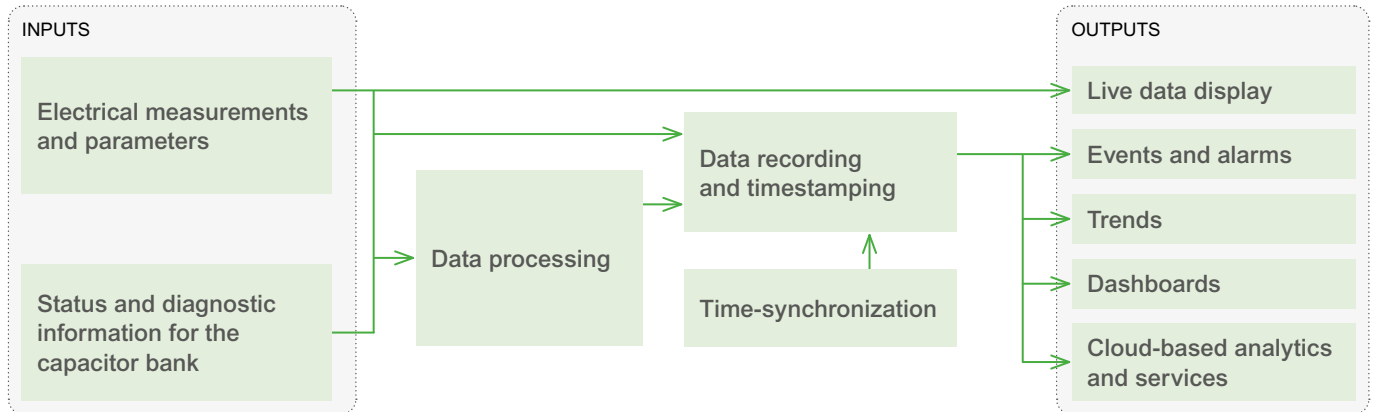 INPUTS
Electrical measurements
and parameters
Status and diagnostic
information for the
capacitor bank
Data processing
Data recording
and timestamping
Time-synchronization
OUTPUTS
Live data display
Events and alarms
Trends
Dashboards
Cloud-based analytics
and services